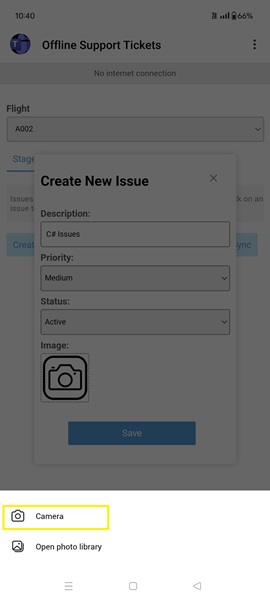 10:40
66%
Offline Support Tickets
No internet connection
Flight
A002
Stage
Issues
k on an
issue t
Creat
ync
Create New Issue
Description:
C# Issues
Priority:
Medium
Status:
Active
Image:
Save
Camera
Open photo library